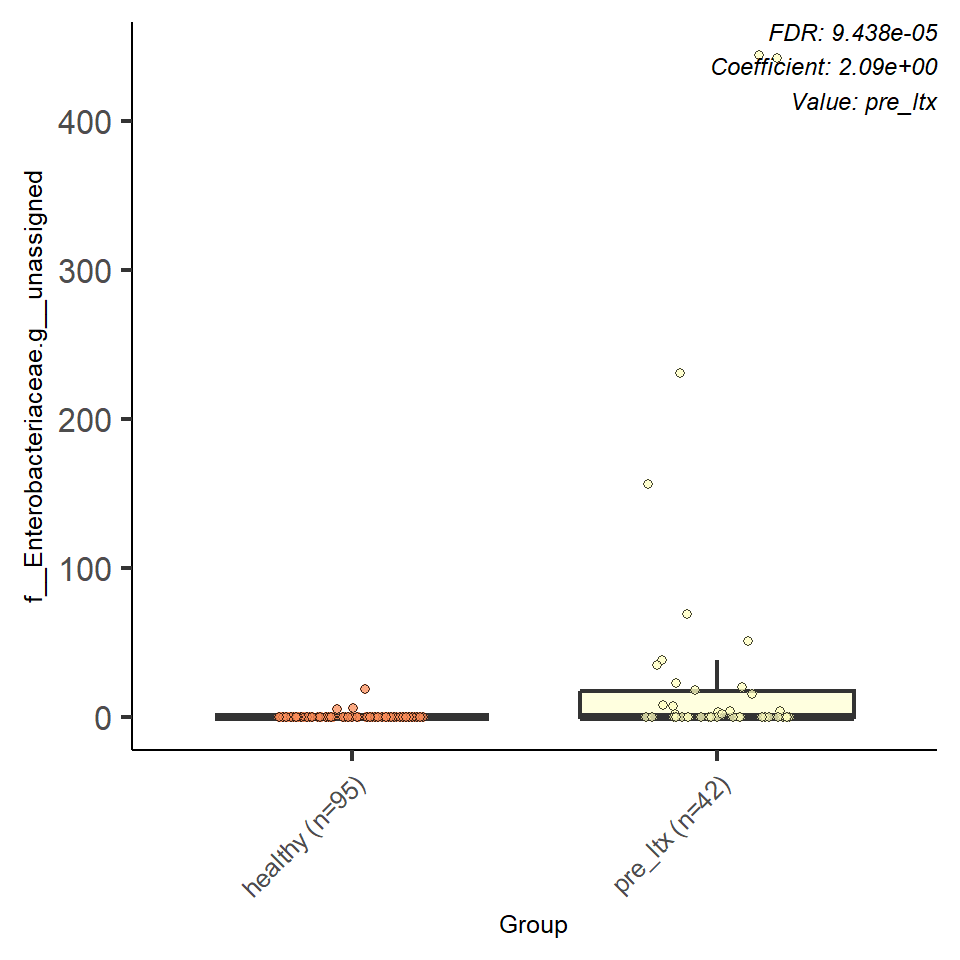 FDR: 9.438e-05
Coefficient: 2.09e+00
Value: pre_ltx
f__Enterobacteriaceae.g__unassigned
400
300
200
100
0
healthy (n=95)
pre_ltx (n=42)
Group